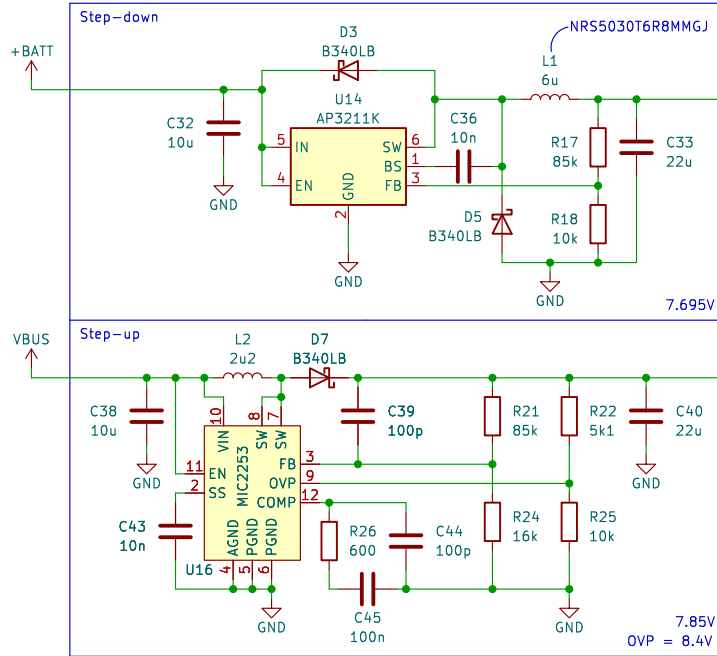 Step-down
NRS5030T6R8MMGJ
+BATT
D3
B340LB
L1
6u
U14
AP3211K
C32
10u
C36
10n
5 IN
SW 6
BS 1
4 EN
FB 3
GND
2
R17
85k
C33
22u
GND
D5
B340LB
R18
10k
GND
GND
7.695V
Step-up
VBUS
L2
2u2
D7
B340LB
C38
10u
10
VIN
8
SW
7
SW
C39
100p
R21
85k
R22
5k1
C40
22u
MIC2253
FB 3
11 EN
OVP 9
2 SS
COMP 12
GND
GND
C43
10n
AGND
PGND
PGND
4
5
6
U16
R26
600
C44
100p
R24
16k
R25
10k
C45
100n
GND
GND
7.85V
OVP = 8.4V